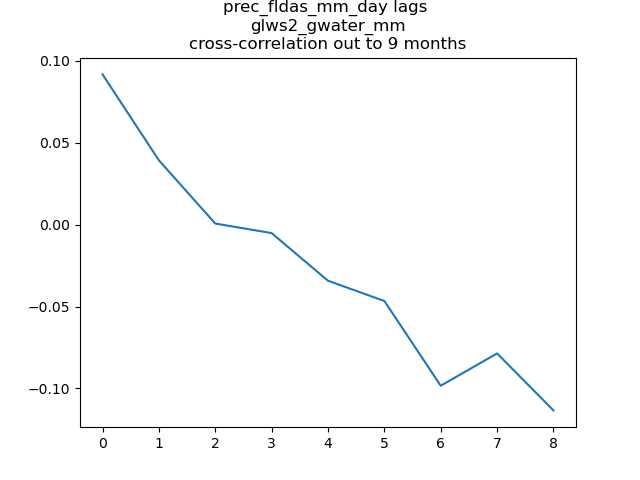 prec_fldas_mm_day lags
glws2_gwater_mm
cross-correlation out to 9 months
0.10
0.05
0.00
−0.05
−0.10
0 1 2 3 4 5 6 7 8